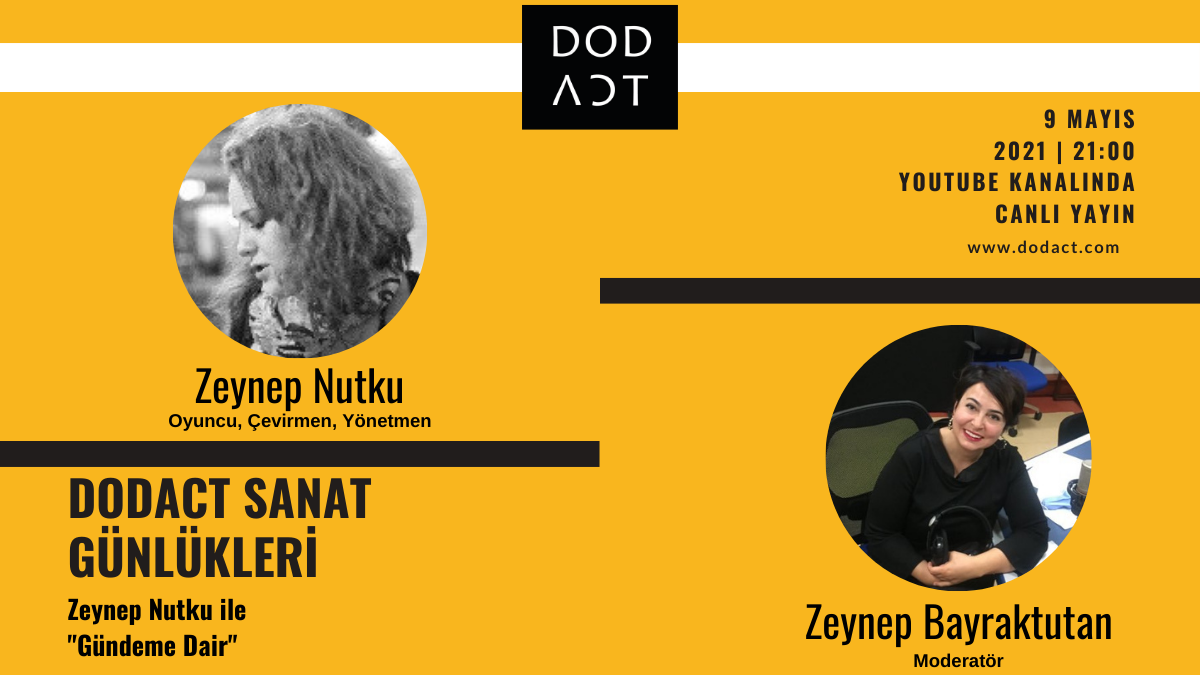 DOD
ACT
9 MAYIS
2021 | 21:00
YOUTUBE KANALINDA
CANLI YAYIN
www.dodact.com
Zeynep Nutku
Oyuncu, Çevirmen, Yönetmen
DODACT SANAT
GÜNLÜKLERİ
Zeynep Nutku ile
"Gündeme Dair"
Zeynep Bayraktutan
Moderatör